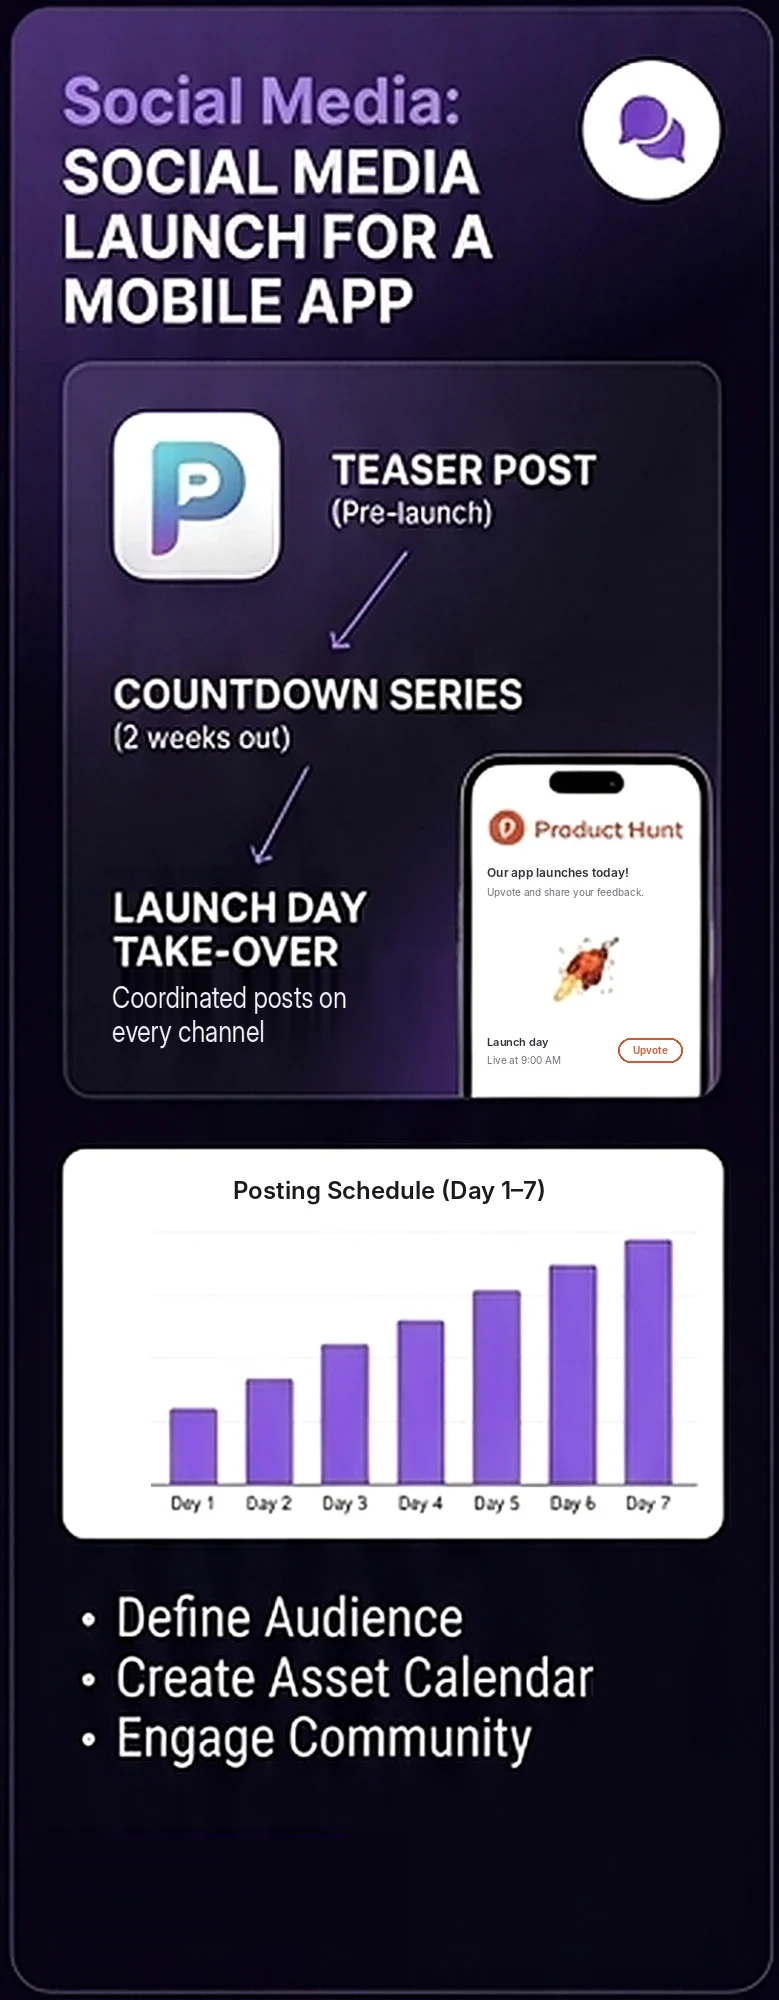 Social Media:
SOCIAL MEDIA
LAUNCH FOR A
MOBILE APP
TEASER POST
(Pre-launch)
COUNTDOWN SERIES
(2 weeks out)
LAUNCH DAY
TAKE-OVER
Coordinated posts on
every channel
Product Hunt
Our app launches today!
Upvote and share your feedback.
Launch day
Live at 9:00 AM
Upvote
Posting Schedule (Day 1–7)
Day 1 Day 2 Day 3 Day 4 Day 5 Day 6 Day 7
• Define Audience
• Create Asset Calendar
• Engage Community